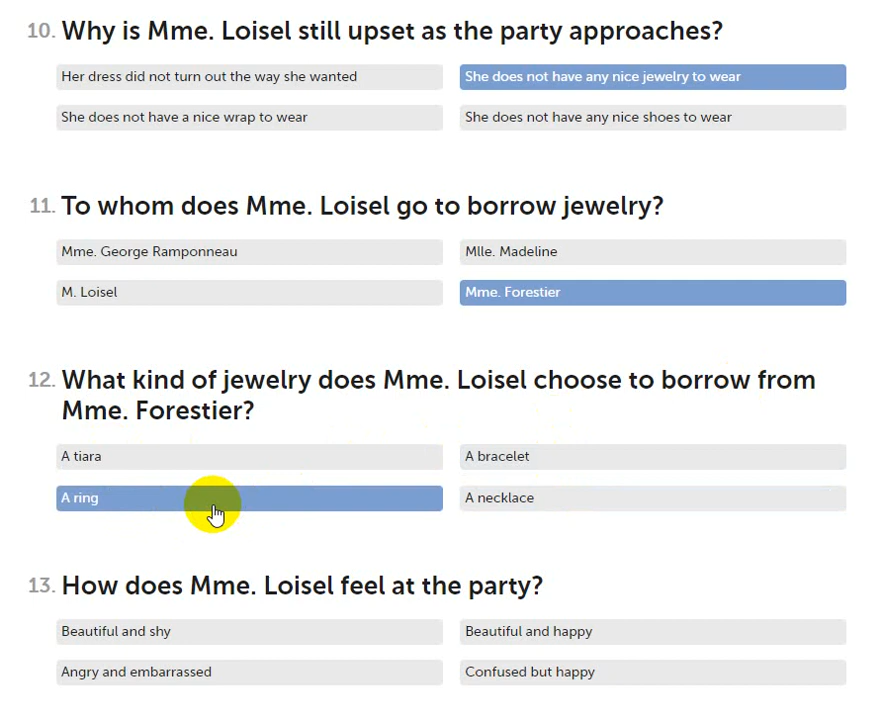 10. Why is Mme. Loisel still upset as the party approaches?
Her dress did not turn out the way she wanted
She does not have any nice jewelry to wear
She does not have a nice wrap to wear
She does not have any nice shoes to wear
11. To whom does Mme. Loisel go to borrow jewelry?
Mme. George Ramponneau
Mlle. Madeline
M. Loisel
Mme. Forestier
12. What kind of jewelry does Mme. Loisel choose to borrow from
Mme. Forestier?
A tiara
A bracelet
A ring
A necklace
13. How does Mme. Loisel feel at the party?
Beautiful and shy
Beautiful and happy
Angry and embarrassed
Confused but happy